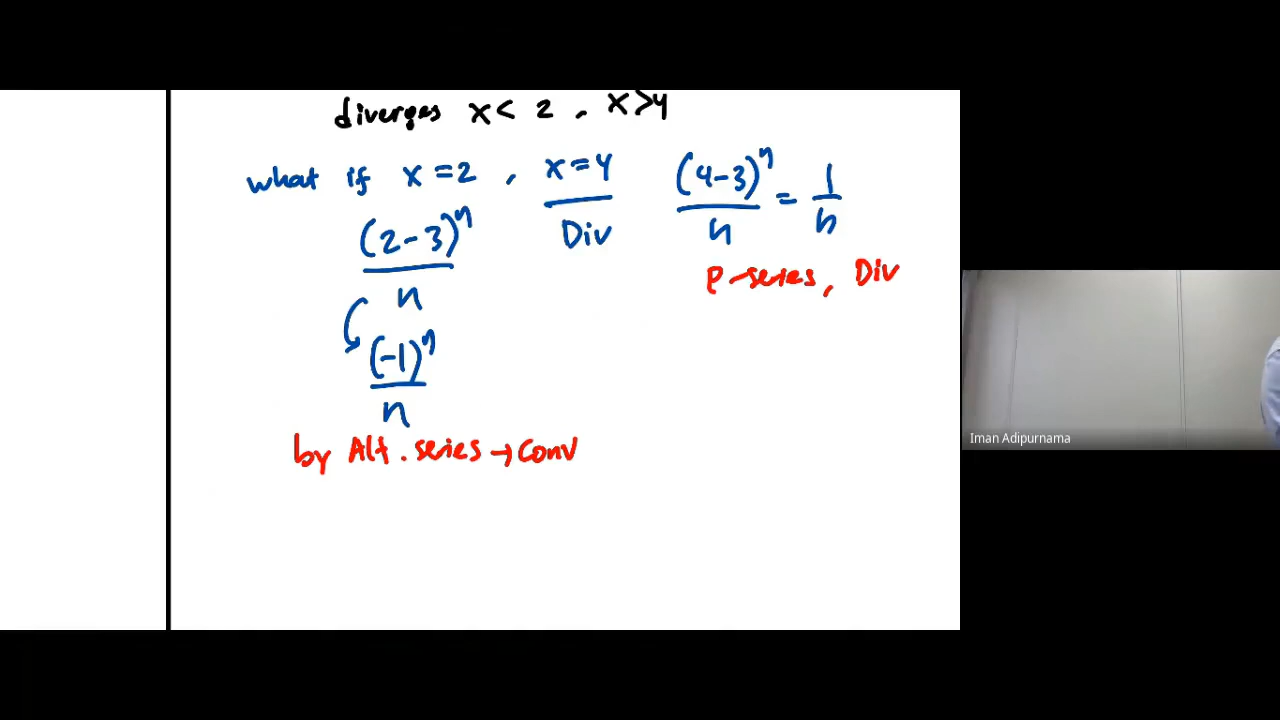 diverges x < 2 , x > 4
what if x = 2 , x = 4 (4-3)^n / n = 1/n
(2-3)^n / n Div
p-series, Div
(-1)^n / n
by Alt. series → Conv
Iman Adipurnama